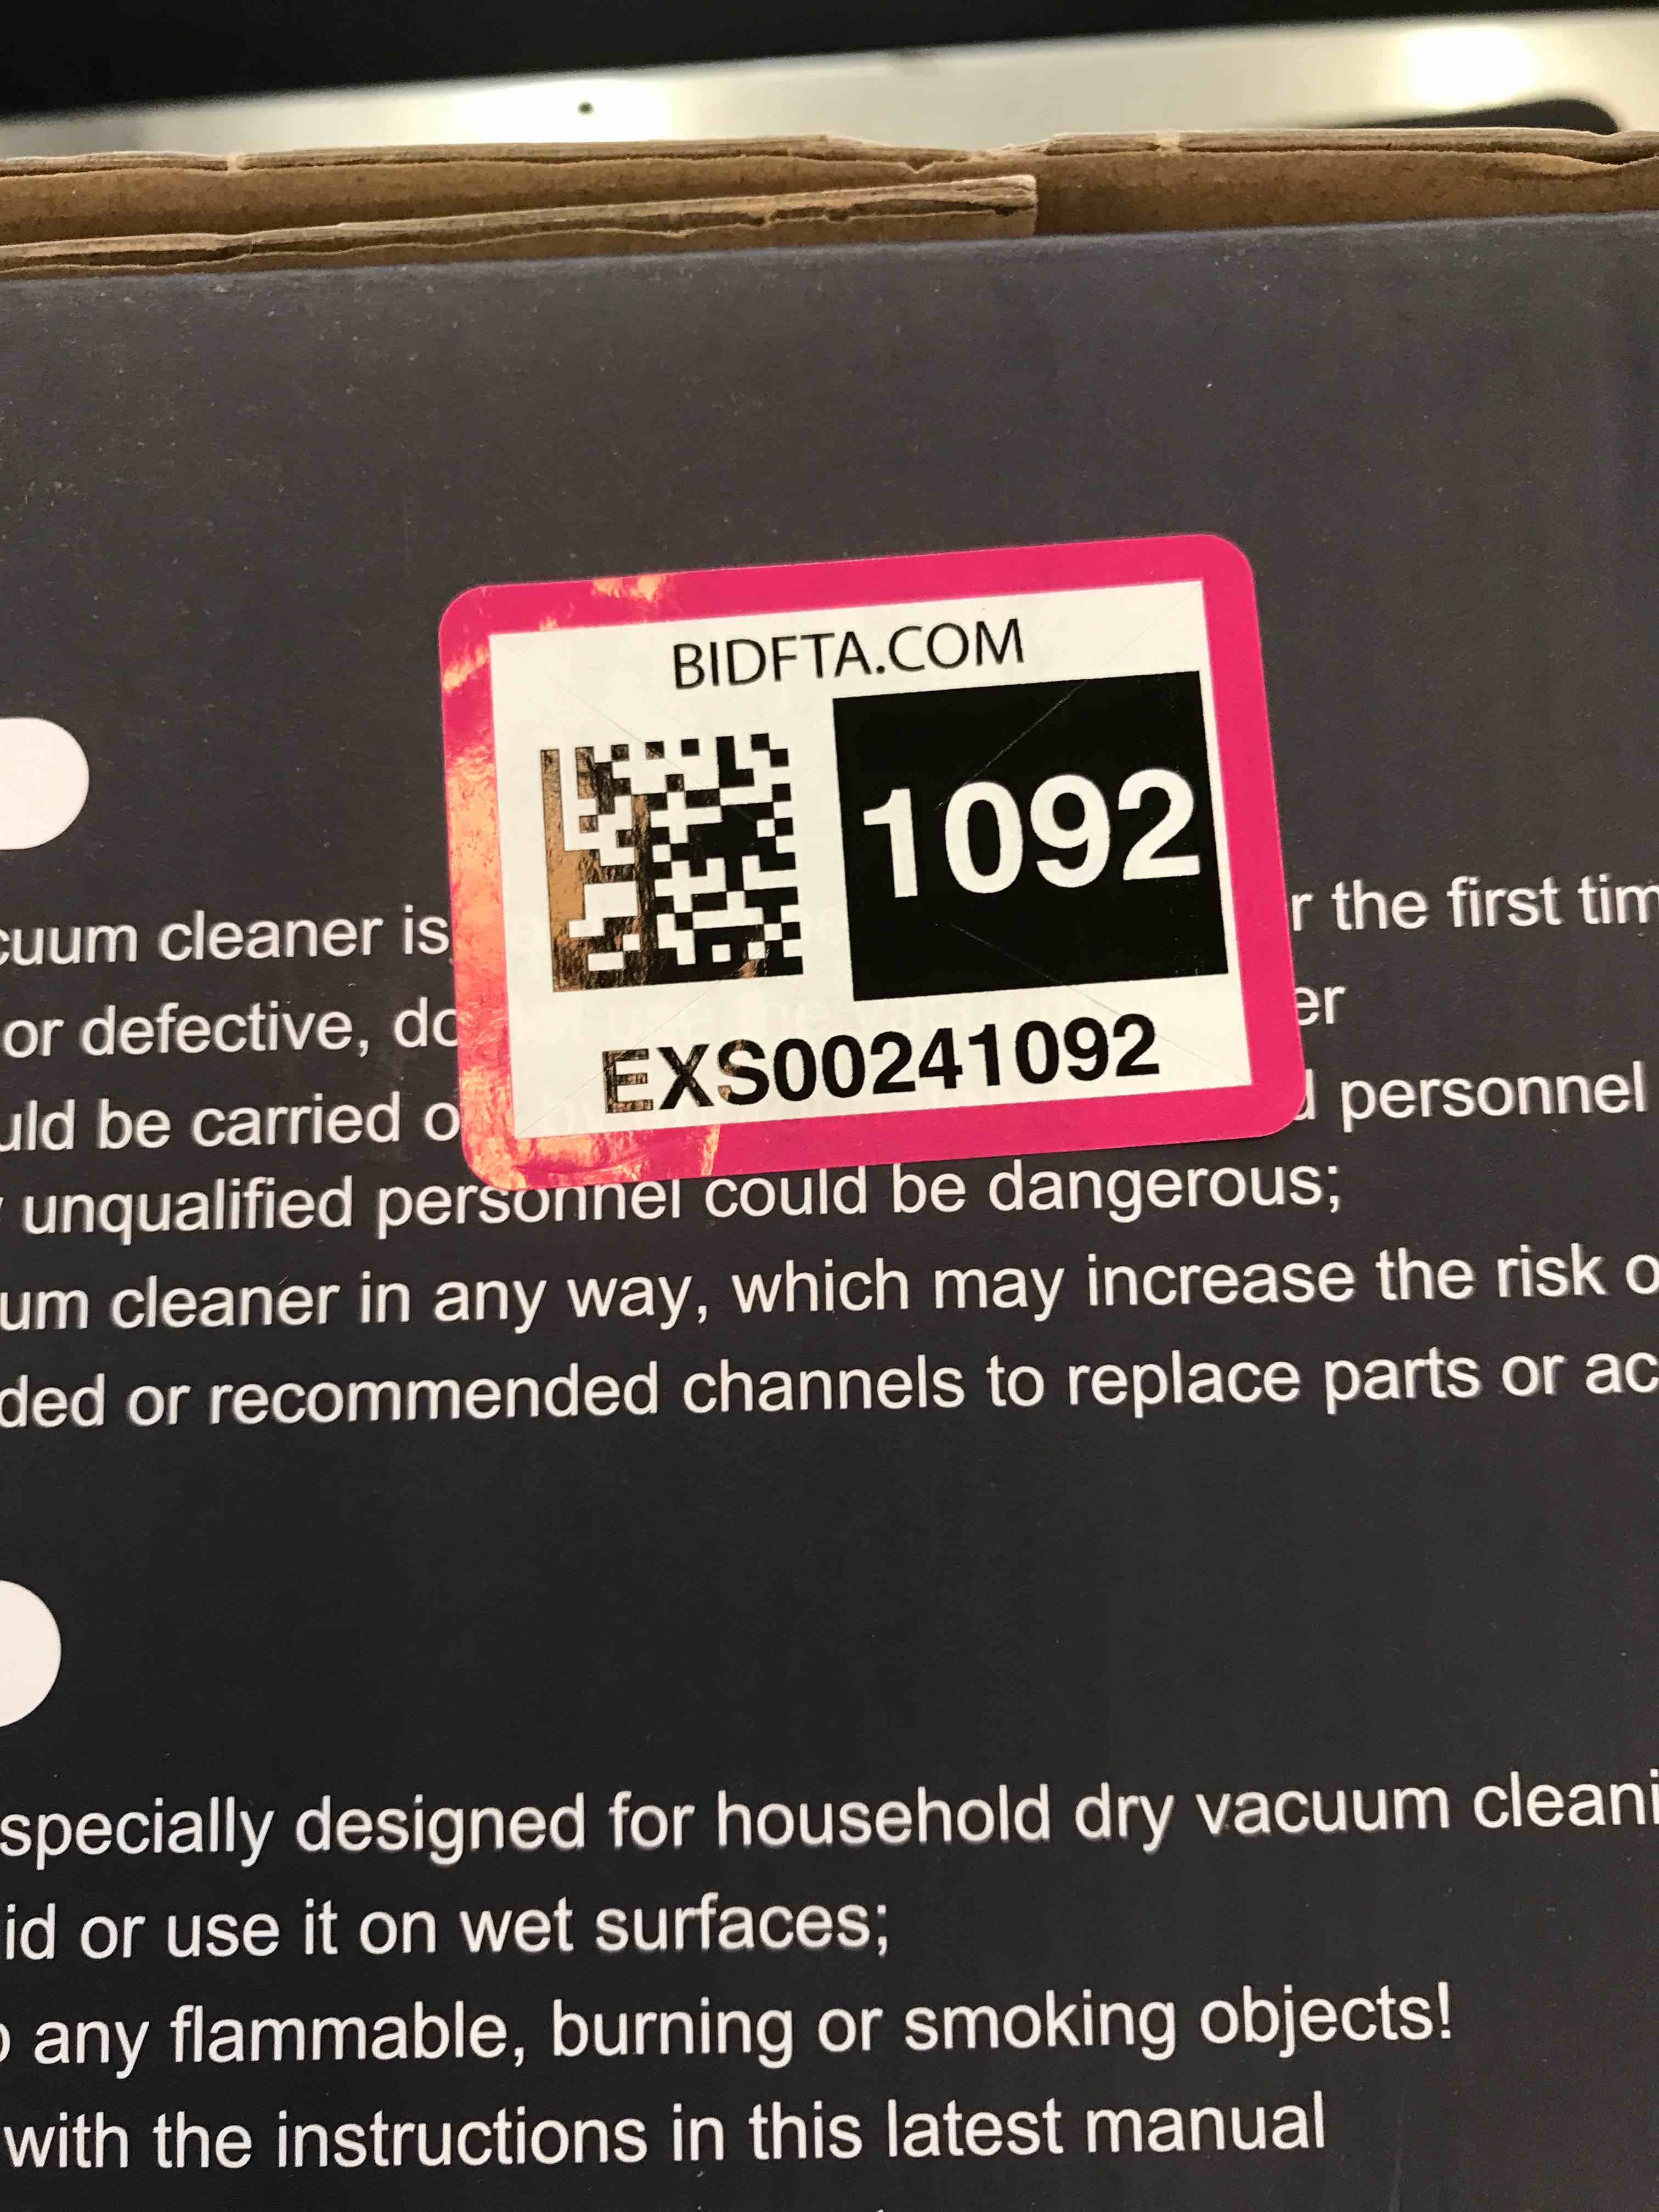 BIDFTA.COM
1092
EXS00241092
cuum cleaner is r the first tim
or defective, do er
uld be carried o d personnel
unqualified personnel could be dangerous;
um cleaner in any way, which may increase the risk o
ded or recommended channels to replace parts or ac
specially designed for household dry vacuum cleani
id or use it on wet surfaces;
any flammable, burning or smoking objects!
with the instructions in this latest manual